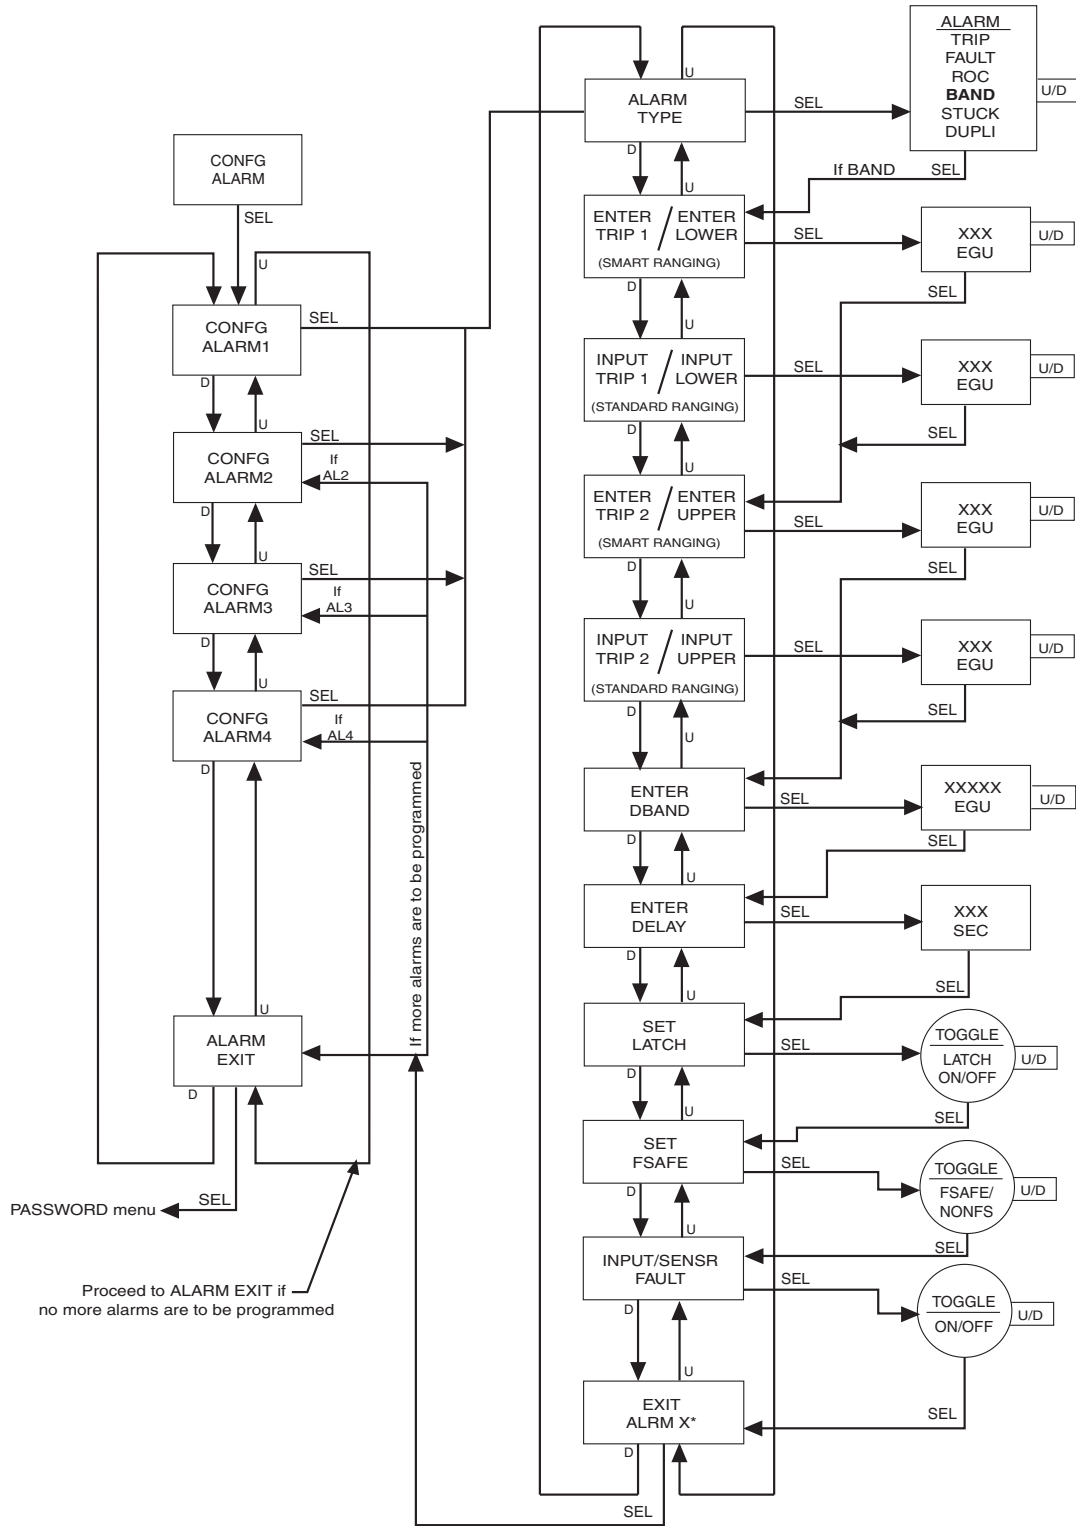 CONFG
ALARM
SEL
U
CONFG
ALARM1
SEL
D
U
CONFG
ALARM2
SEL
If
AL2
D
U
CONFG
ALARM3
SEL
If
AL3
D
U
CONFG
ALARM4
SEL
If
AL4
D
If more alarms are to be programmed
U
ALARM
EXIT
D
SEL
PASSWORD menu
Proceed to ALARM EXIT if
no more alarms are to be programmed
U
ALARM
TYPE
SEL
ALARM
TRIP
FAULT
ROC
BAND
STUCK
DUPLI
U/D
D
U
If BAND
SEL
ENTER TRIP 1 / ENTER LOWER
(SMART RANGING)
SEL
XXX
EGU
U/D
SEL
D
U
INPUT TRIP 1 / INPUT LOWER
(STANDARD RANGING)
SEL
XXX
EGU
U/D
SEL
D
U
ENTER TRIP 2 / ENTER UPPER
(SMART RANGING)
SEL
XXX
EGU
U/D
SEL
D
U
INPUT TRIP 2 / INPUT UPPER
(STANDARD RANGING)
SEL
XXX
EGU
U/D
SEL
D
U
ENTER
DBAND
SEL
XXXXX
EGU
U/D
SEL
D
U
ENTER
DELAY
SEL
XXX
SEC
SEL
D
U
SET
LATCH
SEL
TOGGLE
LATCH
ON/OFF
U/D
SEL
D
U
SET
FSAFE
SEL
TOGGLE
FSAFE/
NONFS
U/D
SEL
D
U
INPUT/SENSR
FAULT
SEL
TOGGLE
ON/OFF
U/D
SEL
D
U
EXIT
ALRM X*
D
SEL